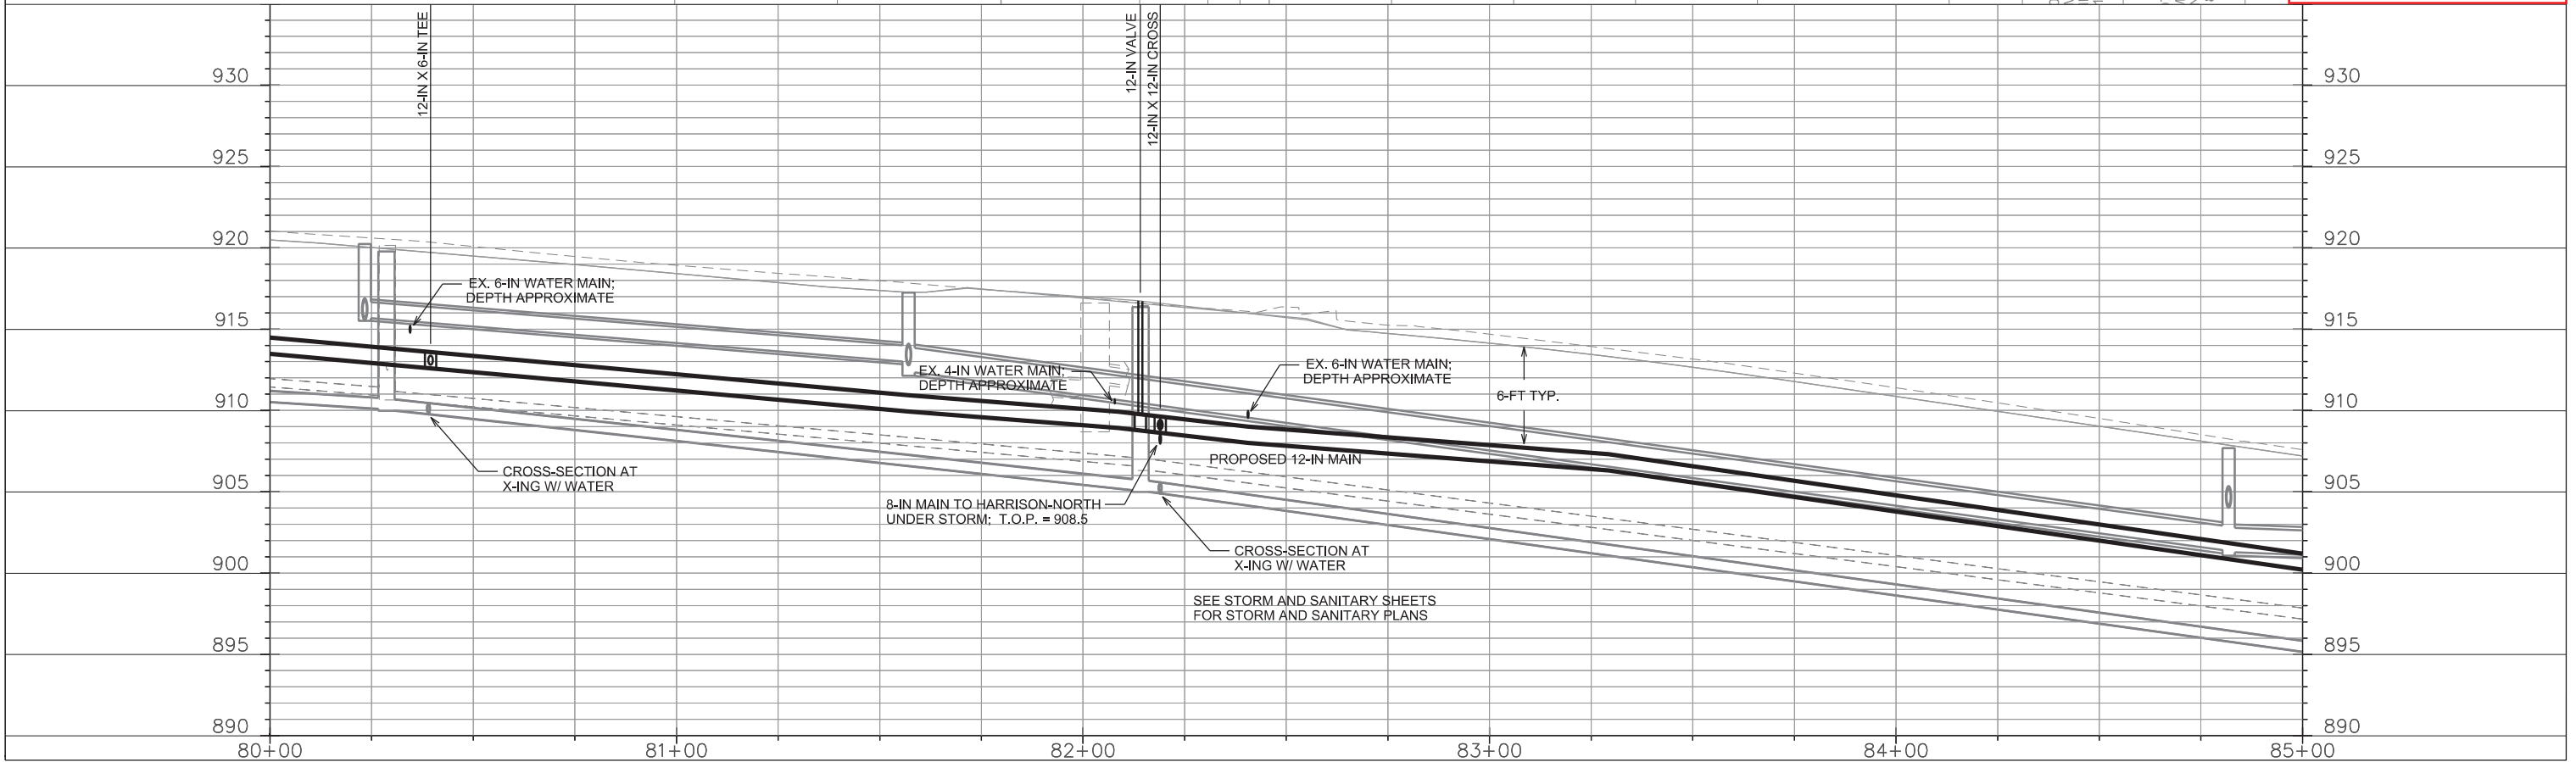 12-IN X 6-IN TEE
12-IN VALVE
12-IN X 12-IN CROSS
930
930
925
925
920
920
EX. 6-IN WATER MAIN;
DEPTH APPROXIMATE
915
915
EX. 4-IN WATER MAIN;
DEPTH APPROXIMATE
EX. 6-IN WATER MAIN;
DEPTH APPROXIMATE
6-FT TYP.
910
910
CROSS-SECTION AT
X-ING W/ WATER
PROPOSED 12-IN MAIN
905
905
8-IN MAIN TO HARRISON-NORTH
UNDER STORM; T.O.P. = 908.5
CROSS-SECTION AT
X-ING W/ WATER
900
900
SEE STORM AND SANITARY SHEETS
FOR STORM AND SANITARY PLANS
895
895
890
890
80+00
81+00
82+00
83+00
84+00
85+00